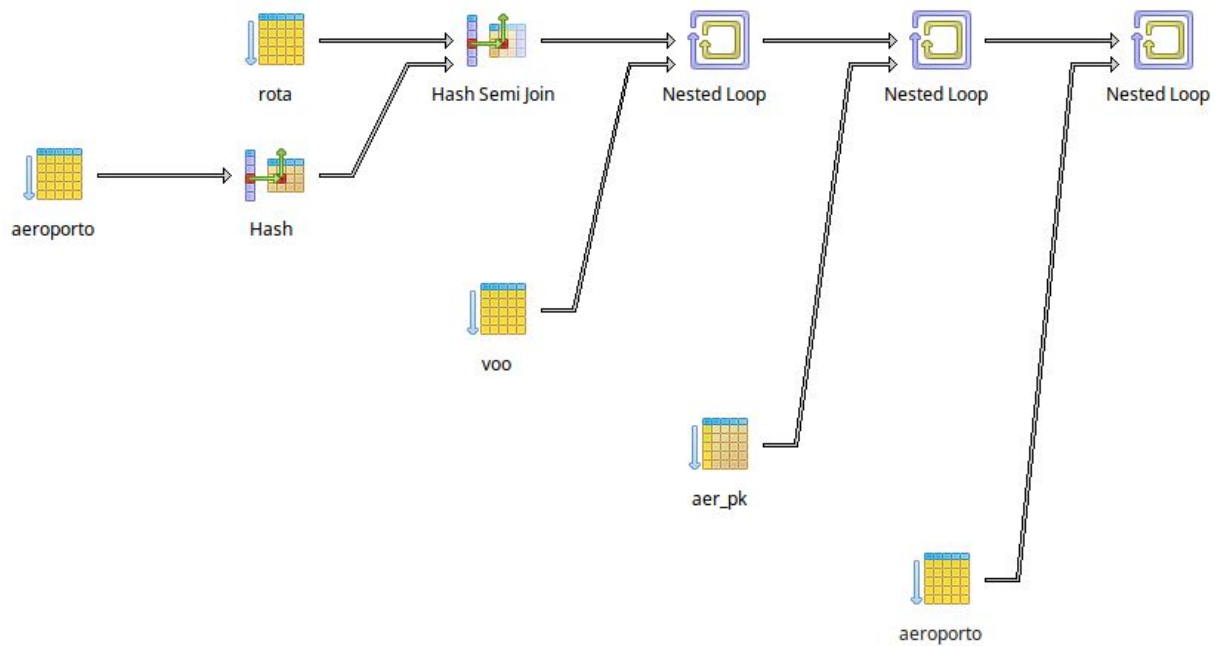 rota
Hash Semi Join
Nested Loop
Nested Loop
Nested Loop
aeroporto
Hash
voo
aer_pk
aeroporto